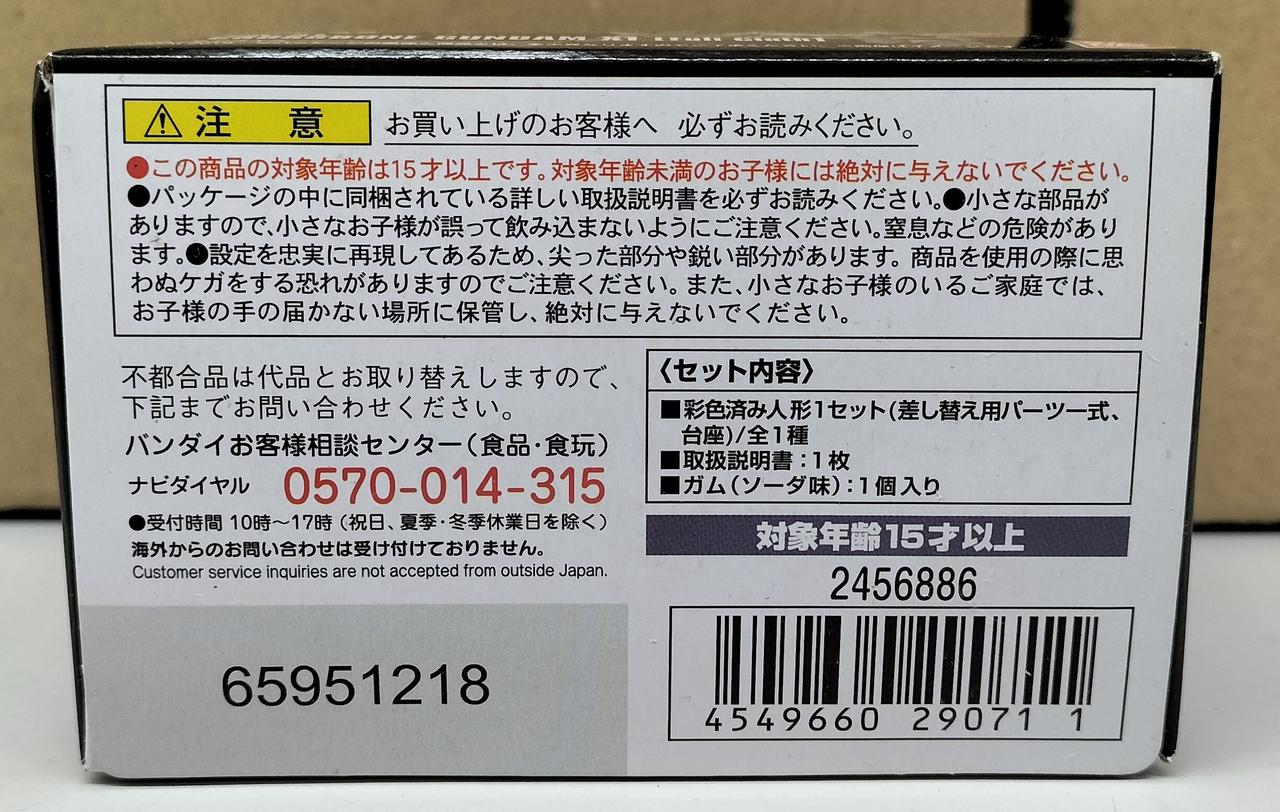 CROSSBONE GUNDAM X1 [Full Cloth]
注 意 お買い上げのお客様へ 必ずお読みください。
●この商品の対象年齢は15才以上です。対象年齢未満のお子様には絶対に与えないでください。
●パッケージの中に同梱されている詳しい取扱説明書を必ずお読みください。●小さな部品が
ありますので、小さなお子様が誤って飲み込まないようにご注意ください。窒息などの危険があり
ます。●設定を忠実に再現してあるため、尖った部分や鋭い部分があります。商品を使用の際に思
わぬケガをする恐れがありますのでご注意ください。また、小さなお子様のいるご家庭では、
お子様の手の届かない場所に保管し、絶対に与えないでください。
不都合品は代品とお取り替えしますので、
下記までお問い合わせください。
バンダイお客様相談センター(食品・食玩)
ナビダイヤル 0570-014-315
●受付時間 10時〜17時(祝日、夏季・冬季休業日を除く)
海外からのお問い合わせは受け付けておりません。
Customer service inquiries are not accepted from outside Japan.
65951218
〈セット内容〉
■彩色済み人形1セット(差し替え用パーツ一式、
台座)/全1種
■取扱説明書:1枚
■ガム(ソーダ味):1個入り
対象年齢15才以上
2456886
4549660 29071 1